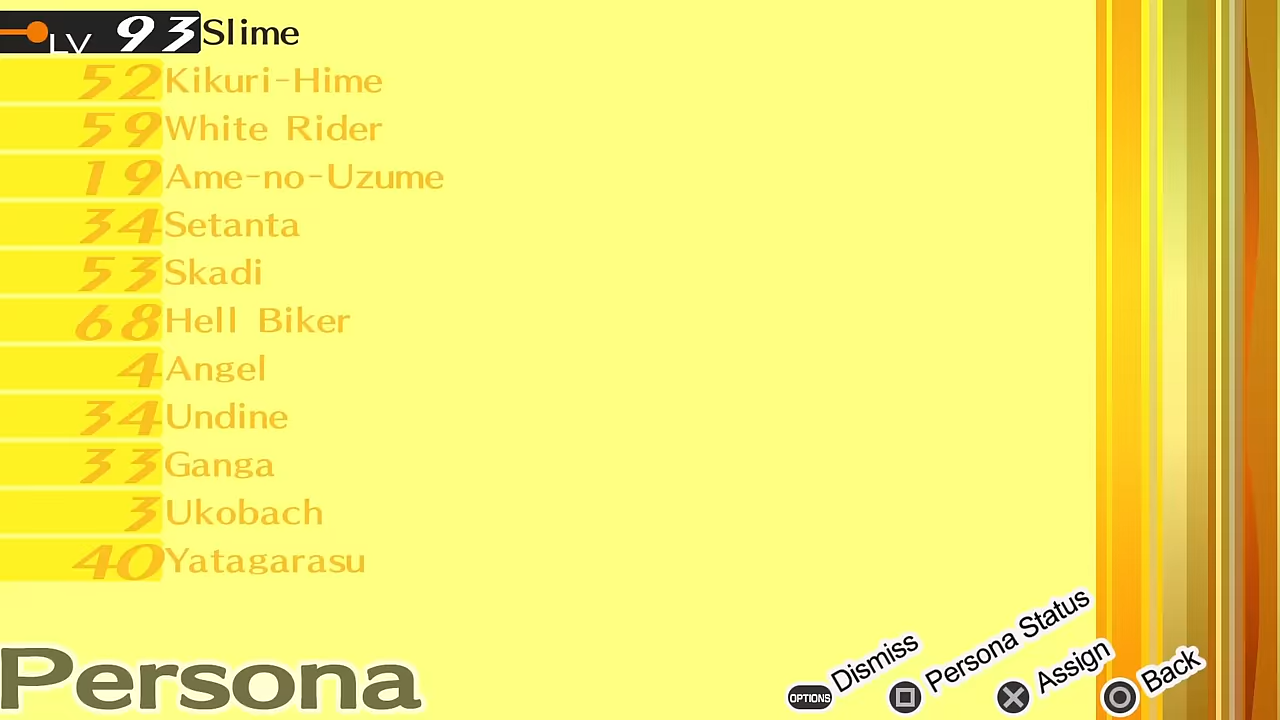 LV 93 Slime
52 Kikuri-Hime
59 White Rider
19 Ame-no-Uzume
34 Setanta
53 Skadi
68 Hell Biker
4 Angel
34 Undine
33 Ganga
3 Ukobach
40 Yatagarasu
Persona
OPTIONS Dismiss
Persona Status
Assign
Back